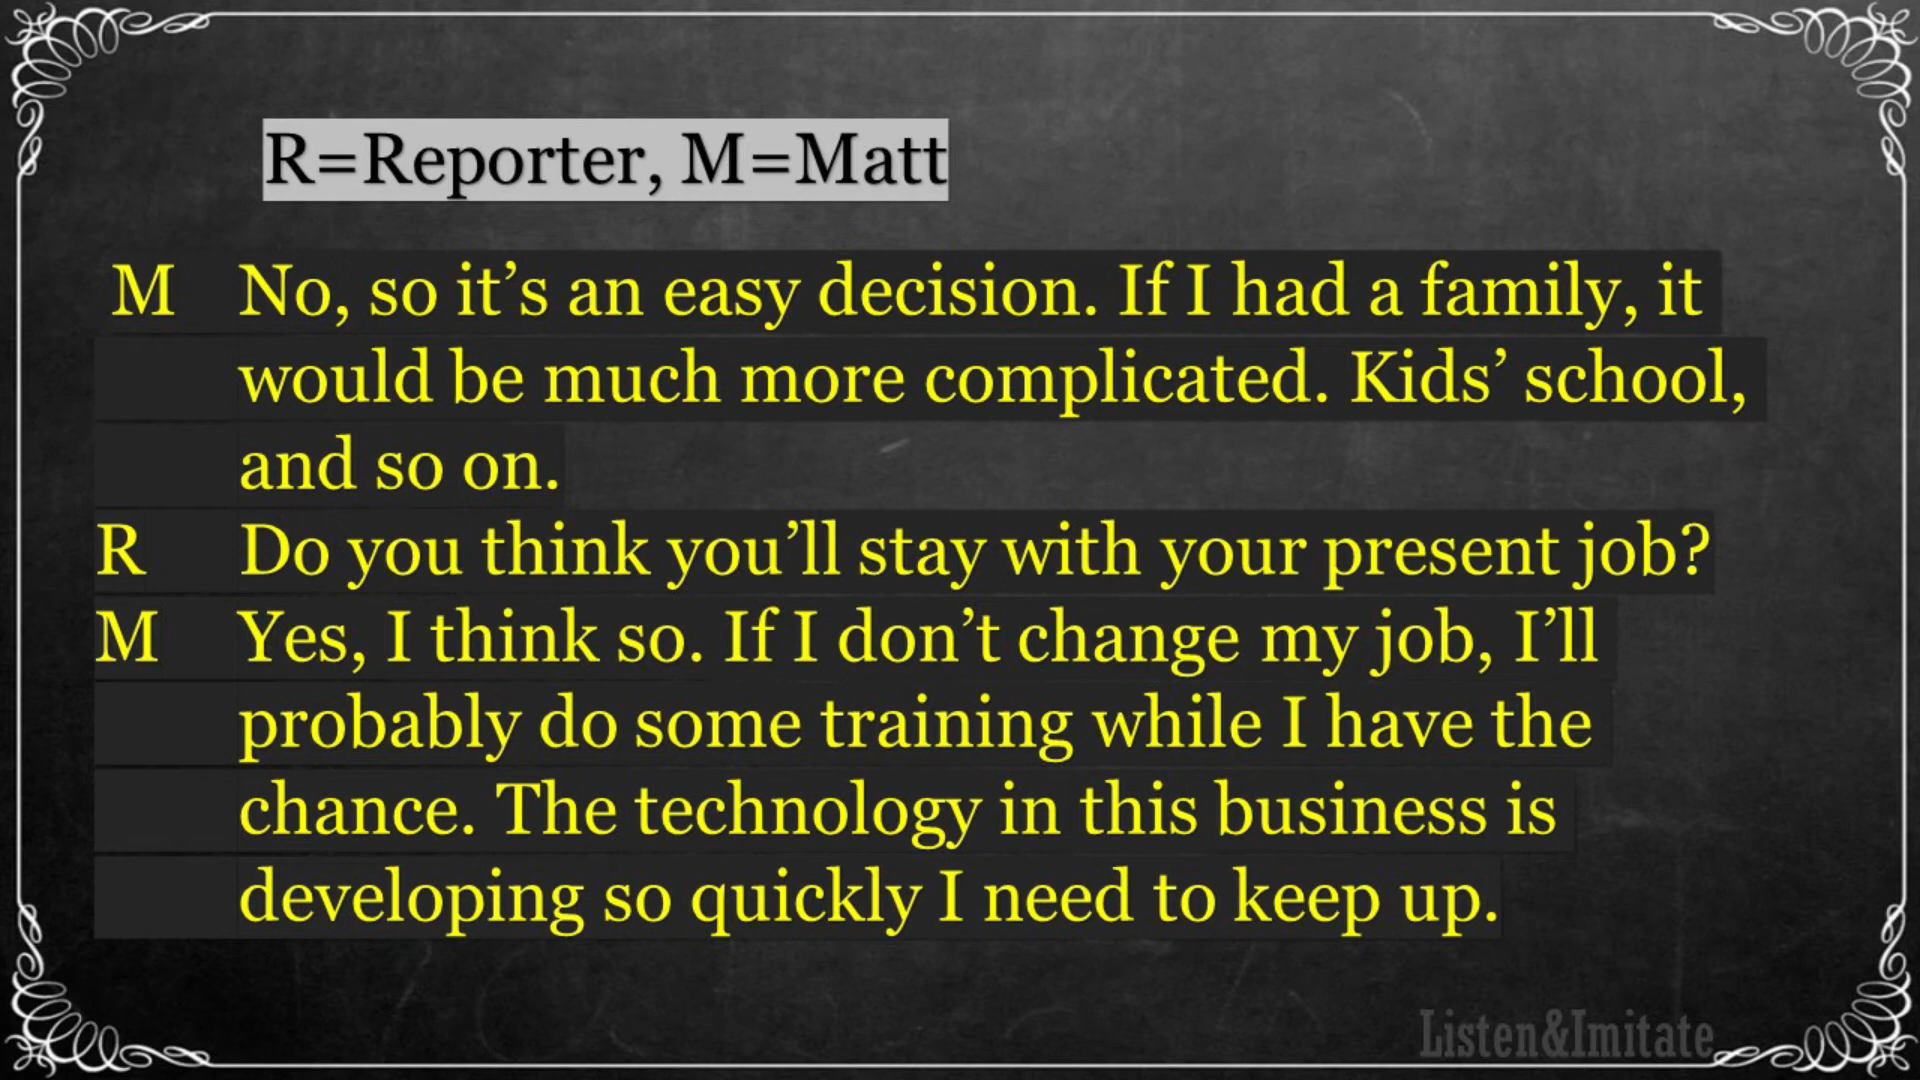 R=Reporter, M=Matt
M No, so it’s an easy decision. If I had a family, it
would be much more complicated. Kids’ school,
and so on.
R Do you think you’ll stay with your present job?
M Yes, I think so. If I don’t change my job, I’ll
probably do some training while I have the
chance. The technology in this business is
developing so quickly I need to keep up.
Listen&Imitate